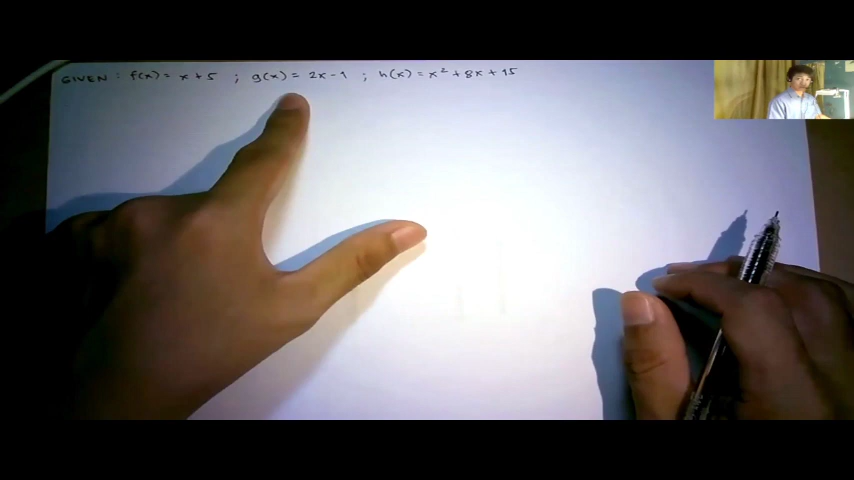 GIVEN : f(x) = x + 5 ; g(x) = 2x - 1 ; h(x) = x² + 8x + 15